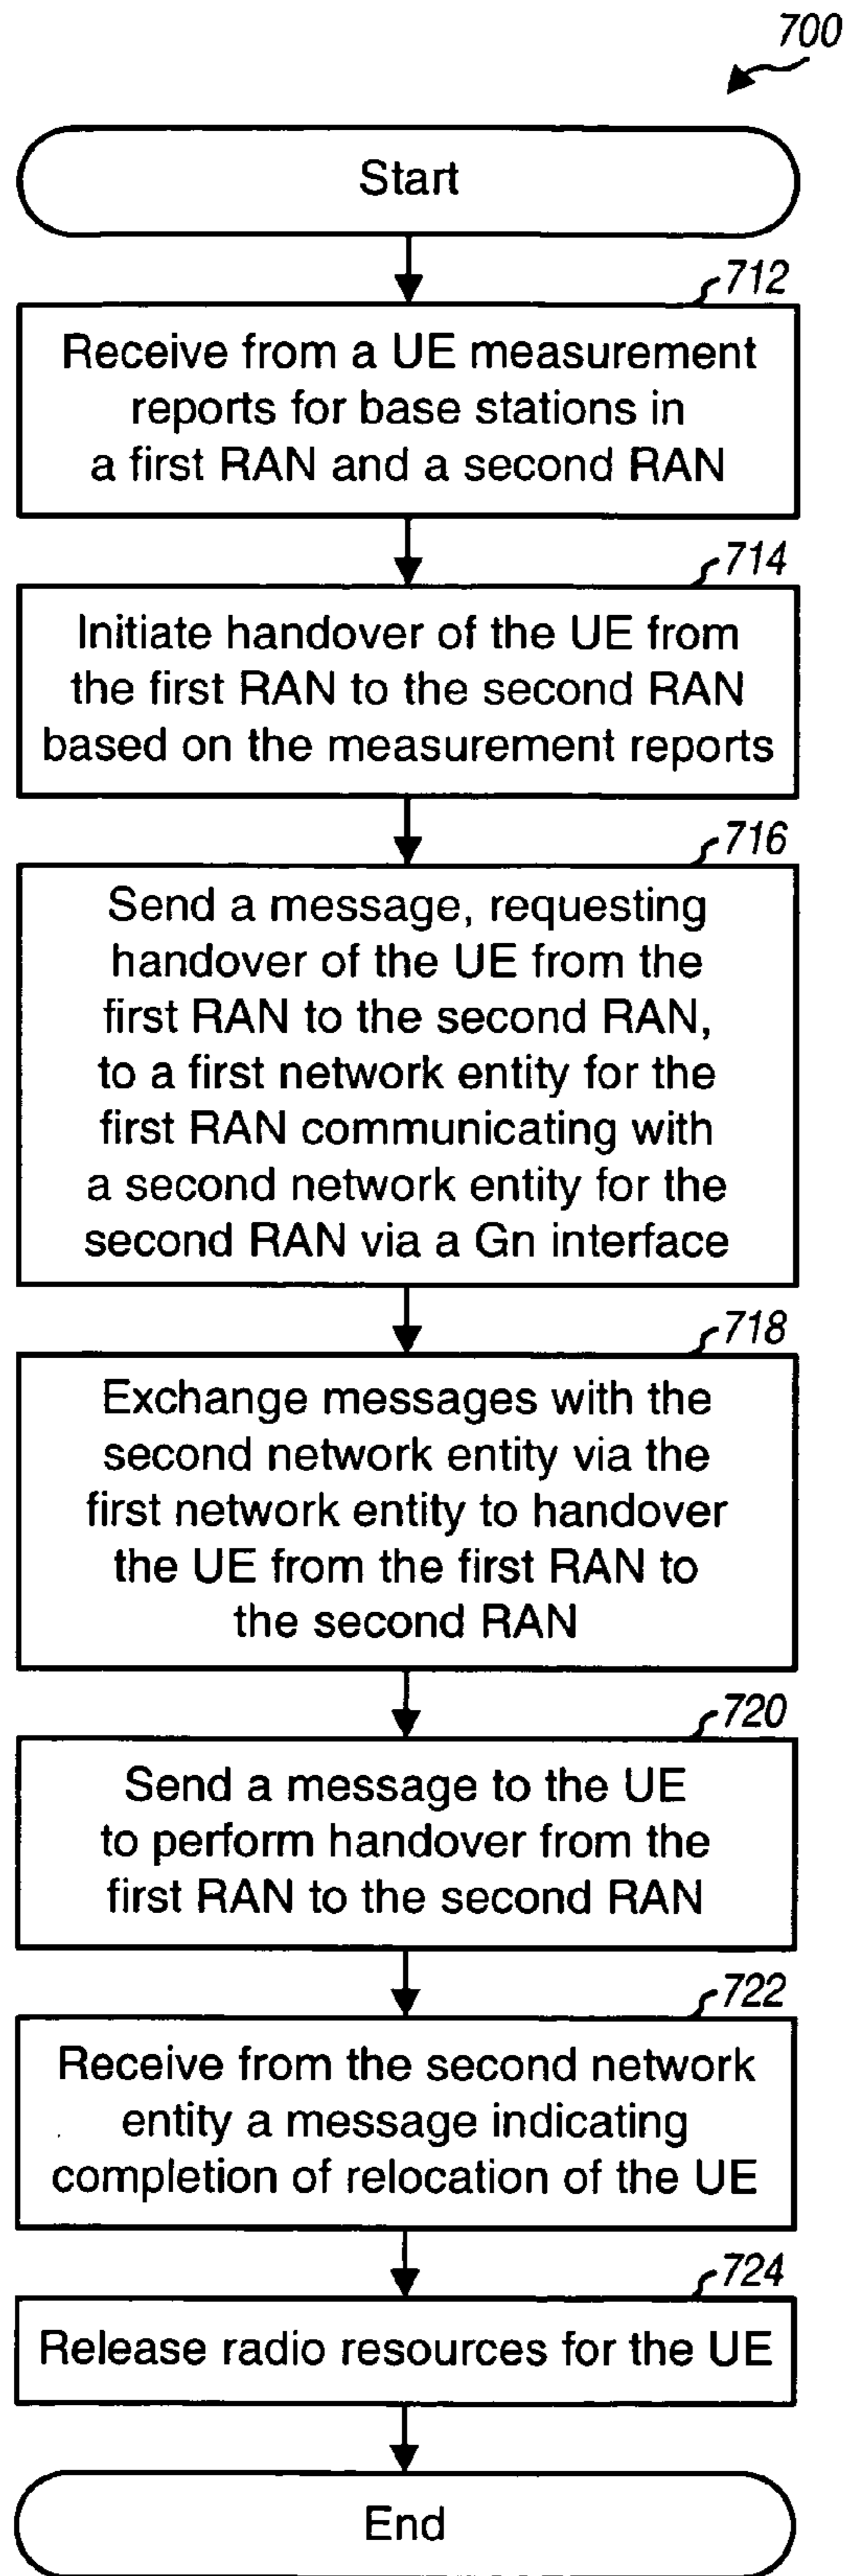 700
Start
712
Receive from a UE measurement
reports for base stations in
a first RAN and a second RAN
714
Initiate handover of the UE from
the first RAN to the second RAN
based on the measurement reports
716
Send a message, requesting
handover of the UE from the
first RAN to the second RAN,
to a first network entity for the
first RAN communicating with
a second network entity for the
second RAN via a Gn interface
718
Exchange messages with the
second network entity via the
first network entity to handover
the UE from the first RAN to
the second RAN
720
Send a message to the UE
to perform handover from the
first RAN to the second RAN
722
Receive from the second network
entity a message indicating
completion of relocation of the UE
724
Release radio resources for the UE
End